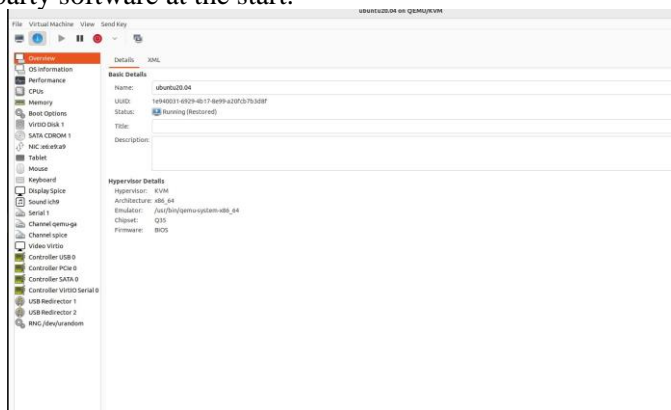 party software at the start.
ubuntu20.04 on QEMU/KVM
File Virtual Machine View Send Key
Overview
OS Information
Performance
CPUs
Memory
Boot Options
VirtIO Disk 1
SATA CDROM 1
NIC :e6:e9:a9
Tablet
Mouse
Keyboard
Display Spice
Sound ich9
Serial 1
Channel qemu-ga
Channel spice
Video Virtio
Controller USB 0
Controller PCIe 0
Controller SATA 0
Controller VirtIO Serial 0
USB Redirector 1
USB Redirector 2
RNG /dev/urandom
Details XML
Basic Details
Name: ubuntu20.04
UUID:
Status: Running (Restored)
Title:
Description:
Hypervisor Details
Hypervisor: KVM
Architecture: x86_64
Emulator: /usr/bin/qemu-system-x86_64
Chipset: Q35
Firmware: BIOS